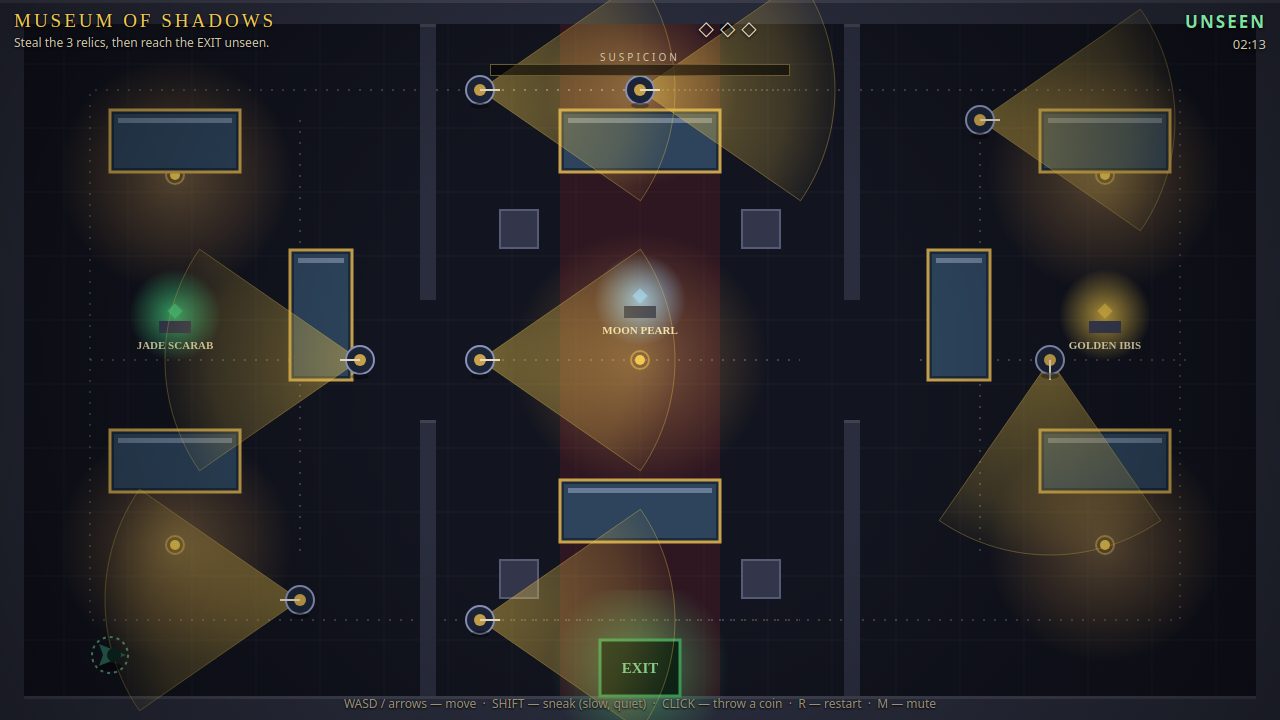 MUSEUM OF SHADOWS
Steal the 3 relics, then reach the EXIT unseen.
UNSEEN
02:13
SUSPICION
JADE SCARAB
MOON PEARL
GOLDEN IBIS
EXIT
WASD / arrows — move · SHIFT — sneak (slow, quiet) · CLICK — throw a coin · R — restart · M — mute